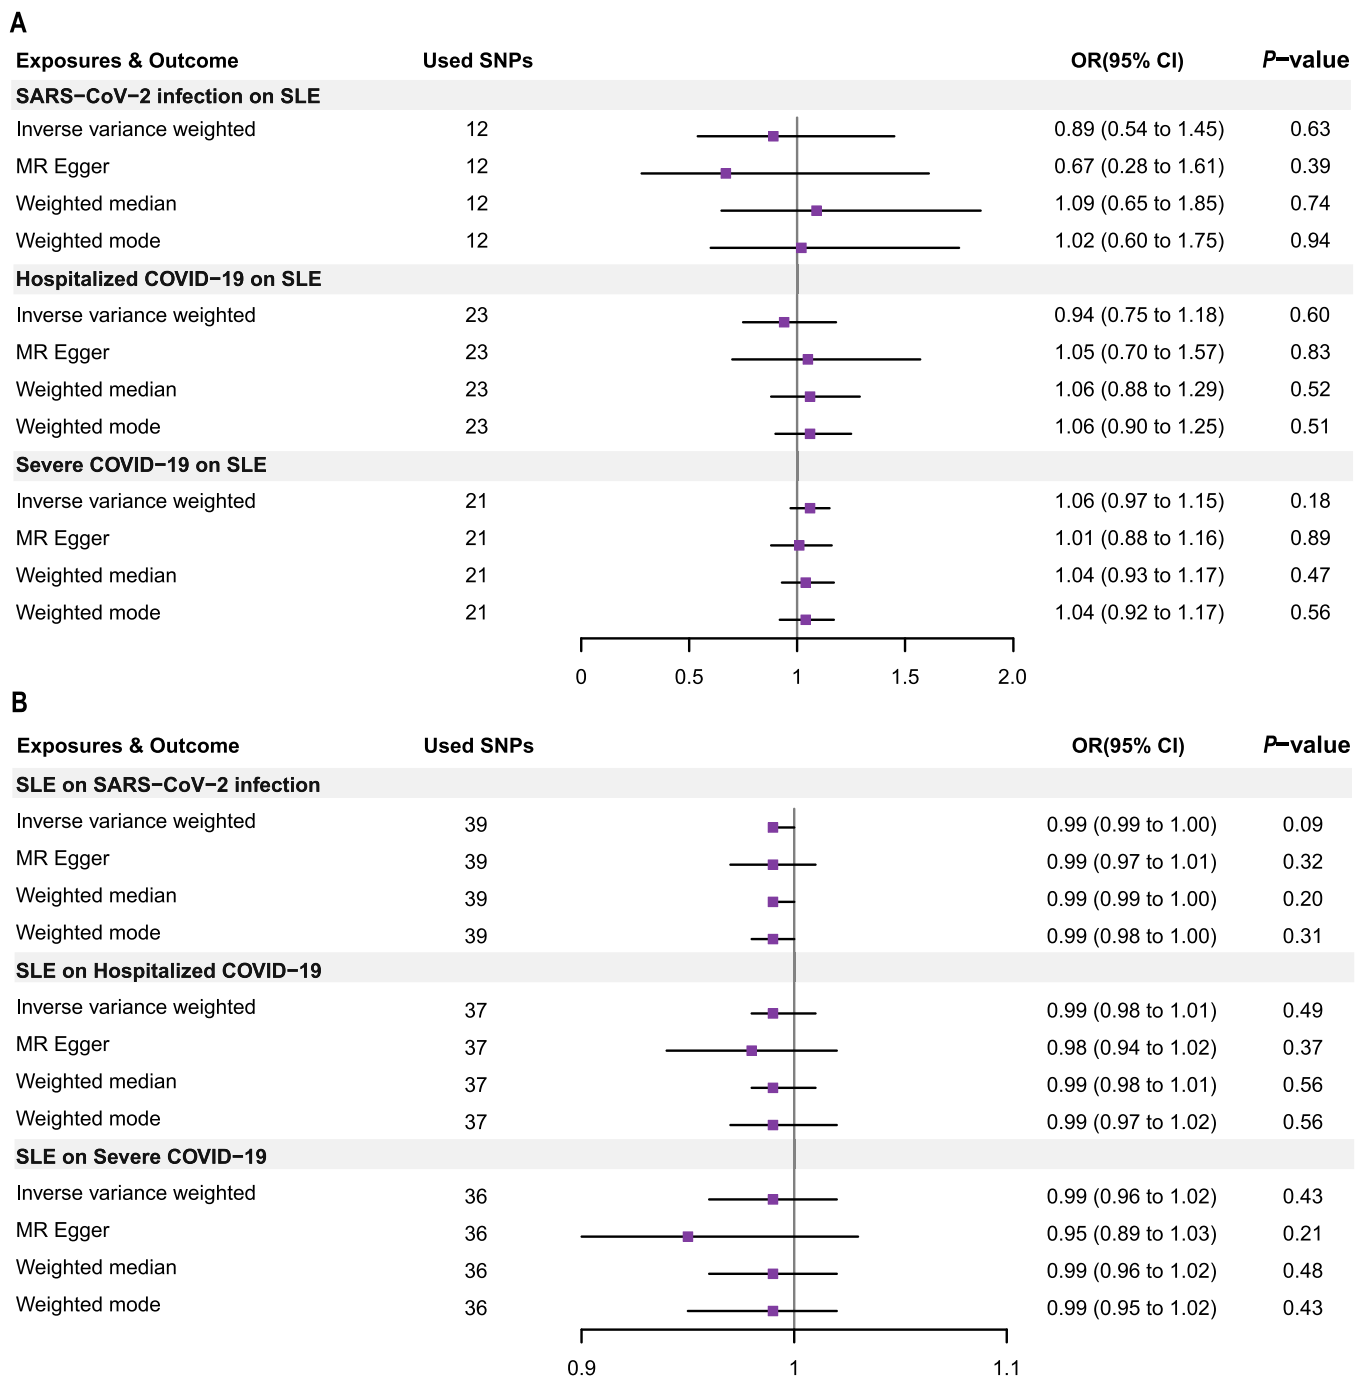 A
Exposures & Outcome Used SNPs OR(95% CI) P−value
SARS−CoV−2 infection on SLE
Inverse variance weighted 12 0.89 (0.54 to 1.45) 0.63
MR Egger 12 0.67 (0.28 to 1.61) 0.39
Weighted median 12 1.09 (0.65 to 1.85) 0.74
Weighted mode 12 1.02 (0.60 to 1.75) 0.94
Hospitalized COVID−19 on SLE
Inverse variance weighted 23 0.94 (0.75 to 1.18) 0.60
MR Egger 23 1.05 (0.70 to 1.57) 0.83
Weighted median 23 1.06 (0.88 to 1.29) 0.52
Weighted mode 23 1.06 (0.90 to 1.25) 0.51
Severe COVID−19 on SLE
Inverse variance weighted 21 1.06 (0.97 to 1.15) 0.18
MR Egger 21 1.01 (0.88 to 1.16) 0.89
Weighted median 21 1.04 (0.93 to 1.17) 0.47
Weighted mode 21 1.04 (0.92 to 1.17) 0.56
0 0.5 1 1.5 2.0
B
Exposures & Outcome Used SNPs OR(95% CI) P−value
SLE on SARS−CoV−2 infection
Inverse variance weighted 39 0.99 (0.99 to 1.00) 0.09
MR Egger 39 0.99 (0.97 to 1.01) 0.32
Weighted median 39 0.99 (0.99 to 1.00) 0.20
Weighted mode 39 0.99 (0.98 to 1.00) 0.31
SLE on Hospitalized COVID−19
Inverse variance weighted 37 0.99 (0.98 to 1.01) 0.49
MR Egger 37 0.98 (0.94 to 1.02) 0.37
Weighted median 37 0.99 (0.98 to 1.01) 0.56
Weighted mode 37 0.99 (0.97 to 1.02) 0.56
SLE on Severe COVID−19
Inverse variance weighted 36 0.99 (0.96 to 1.02) 0.43
MR Egger 36 0.95 (0.89 to 1.03) 0.21
Weighted median 36 0.99 (0.96 to 1.02) 0.48
Weighted mode 36 0.99 (0.95 to 1.02) 0.43
0.9 1 1.1